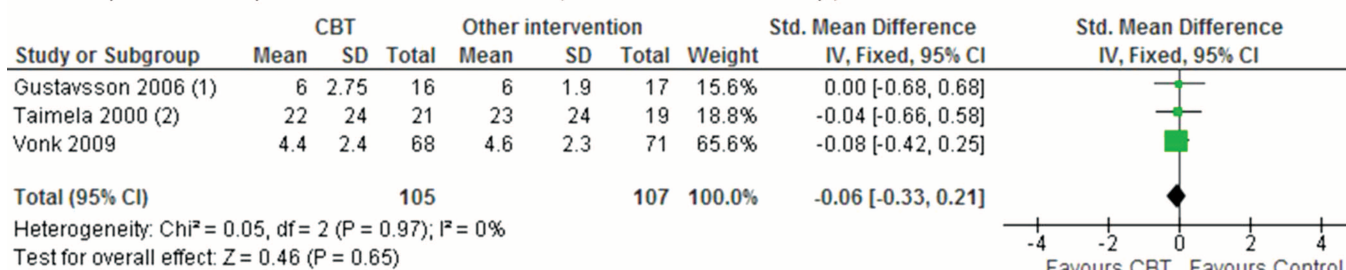 CBT Other intervention Std. Mean Difference Std. Mean Difference
Study or Subgroup Mean SD Total Mean SD Total Weight IV, Fixed, 95% CI IV, Fixed, 95% CI
Gustavsson 2006 (1) 6 2.75 16 6 1.9 17 15.6% 0.00 [-0.68, 0.68]
Taimela 2000 (2) 22 24 21 23 24 19 18.8% -0.04 [-0.66, 0.58]
Vonk 2009 4.4 2.4 68 4.6 2.3 71 65.6% -0.08 [-0.42, 0.25]
Total (95% CI) 105 107 100.0% -0.06 [-0.33, 0.21]
Heterogeneity: Chi² = 0.05, df = 2 (P = 0.97); I² = 0%
Test for overall effect: Z = 0.46 (P = 0.65)
-4 -2 0 2 4
Favours CBT Favours Control